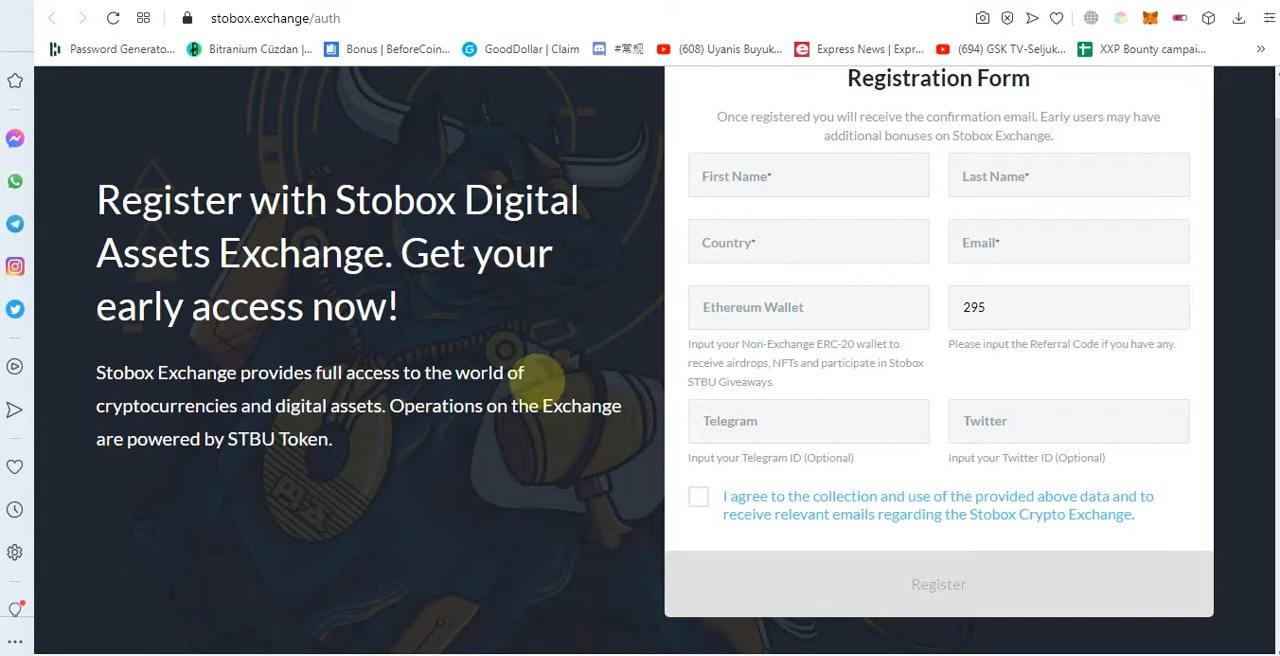 stobox.exchange/auth
Password Generato... Bitranium Cüzdan |... Bonus | BeforeCoin... GoodDollar | Claim #常规 (608) Uyanis Buyuk... Express News | Expr... (694) GSK TV-Seljuk... XXP Bounty campai... »
Register with Stobox Digital
Assets Exchange. Get your
early access now!
Stobox Exchange provides full access to the world of
cryptocurrencies and digital assets. Operations on the Exchange
are powered by STBU Token.
Registration Form
Once registered you will receive the confirmation email. Early users may have
additional bonuses on Stobox Exchange.
First Name*
Last Name*
Country*
Email*
Ethereum Wallet
295
Input your Non-Exchange ERC-20 wallet to
receive airdrops, NFTs and participate in Stobox
STBU Giveaways.
Please input the Referral Code if you have any.
Telegram
Twitter
Input your Telegram ID (Optional)
Input your Twitter ID (Optional)
I agree to the collection and use of the provided above data and to
receive relevant emails regarding the Stobox Crypto Exchange.
Register